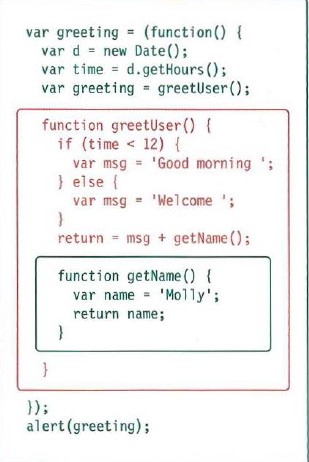 var greeting = (function() {
var d = new Date();
var time = d.getHours();
var greeting = greetUser();
function greetUser() {
if (time < 12) {
var msg = 'Good morning ';
} else {
var msg = 'Welcome ';
}
return = msg + getName();
function getName() {
var name = 'Molly';
return name;
}
}
});
alert(greeting);